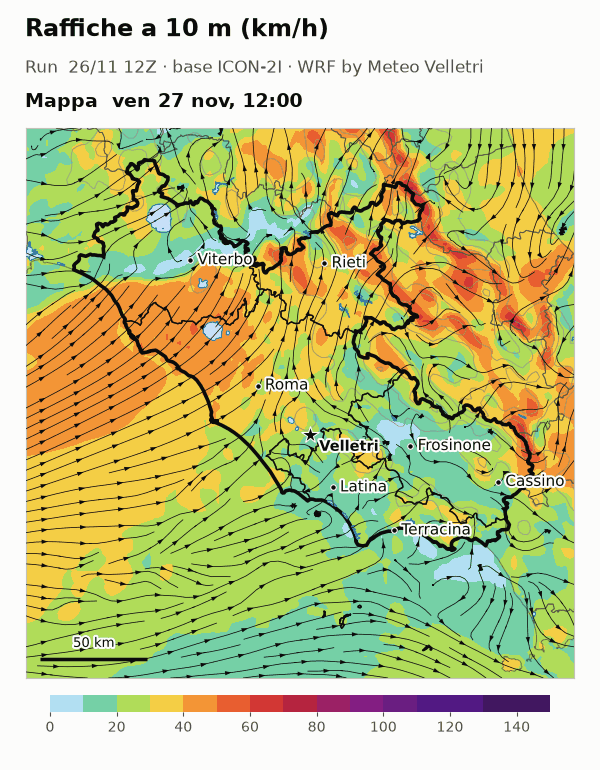 Raffiche a 10 m (km/h)
Run  26/11 12Z · base ICON-2I · WRF by Meteo Velletri
Mappa  ven 27 nov, 12:00
Viterbo
Rieti
Roma
Velletri
Frosinone
Latina
Cassino
Terracina
50 km
0 20 40 60 80 100 120 140